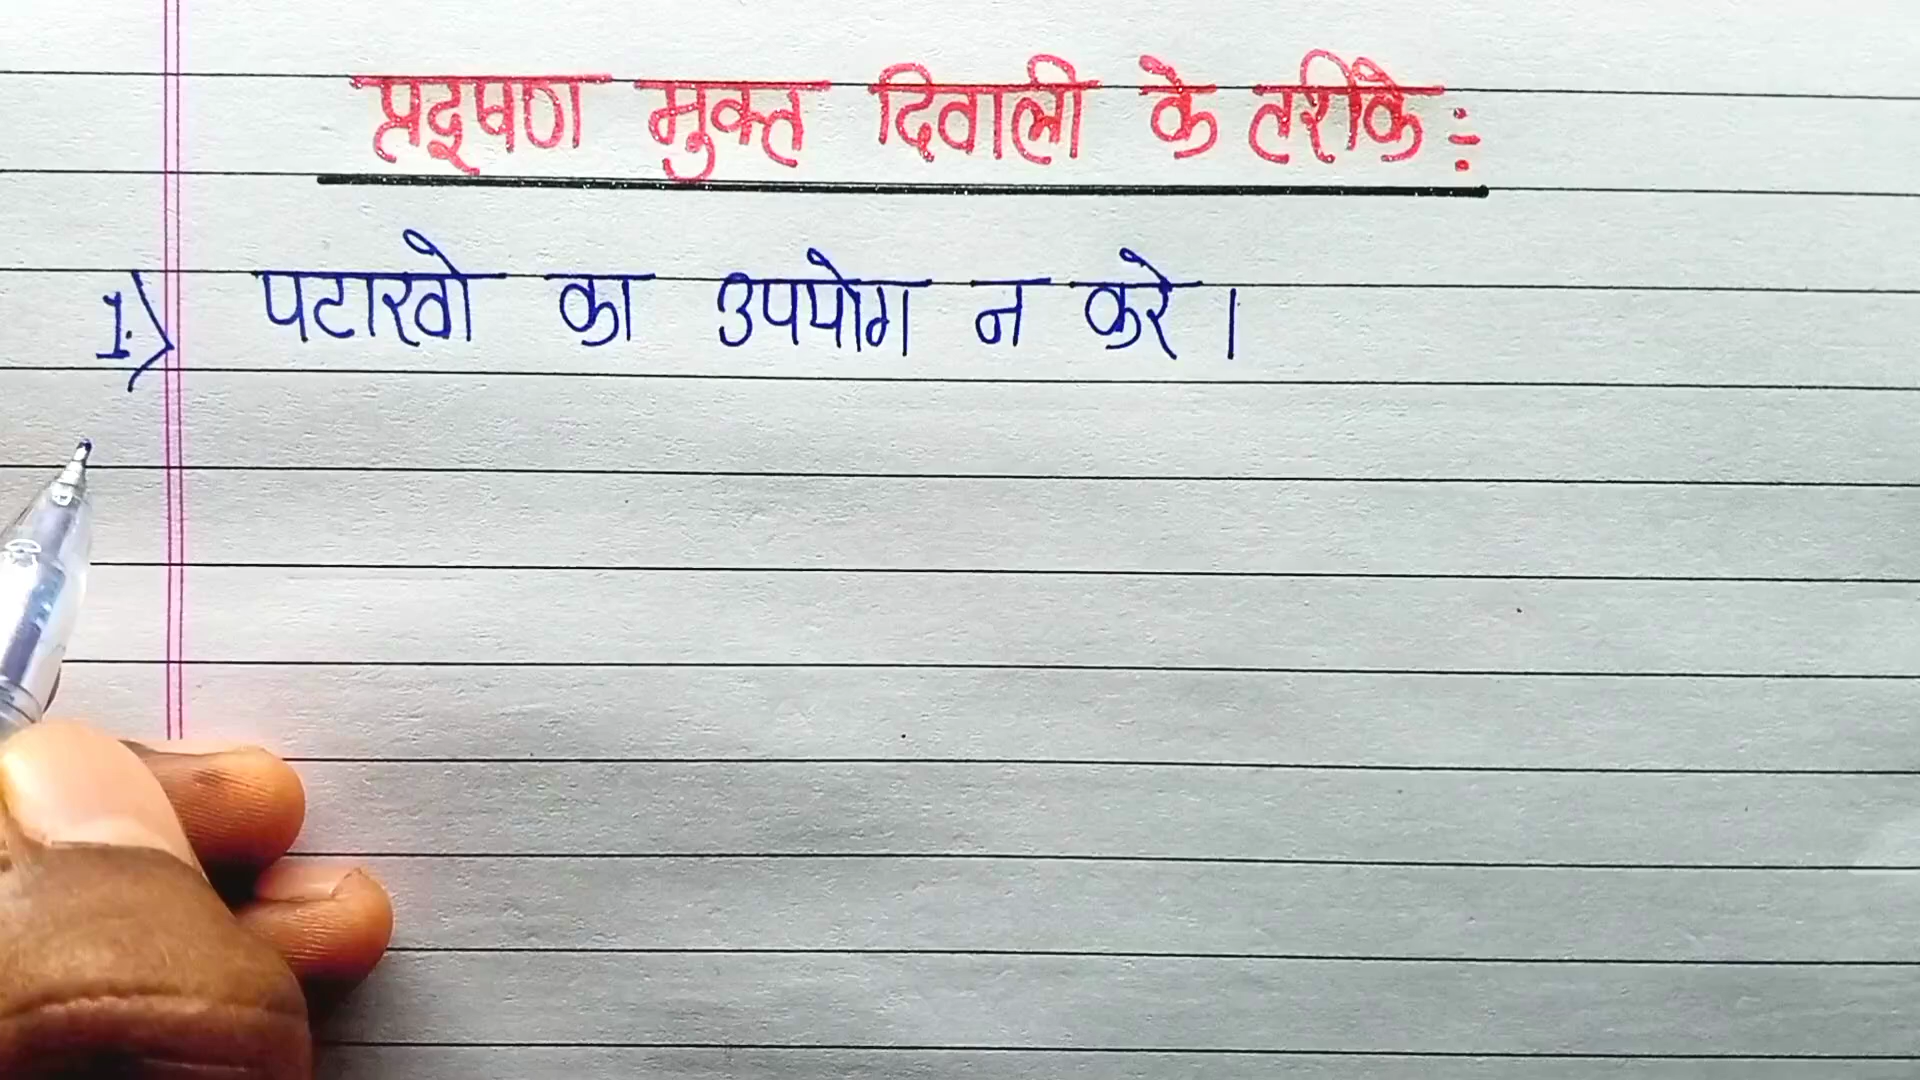 प्रदूषण मुक्त दिवाली के तरीके :-
1.) पटाखो का उपयोग न करे ।